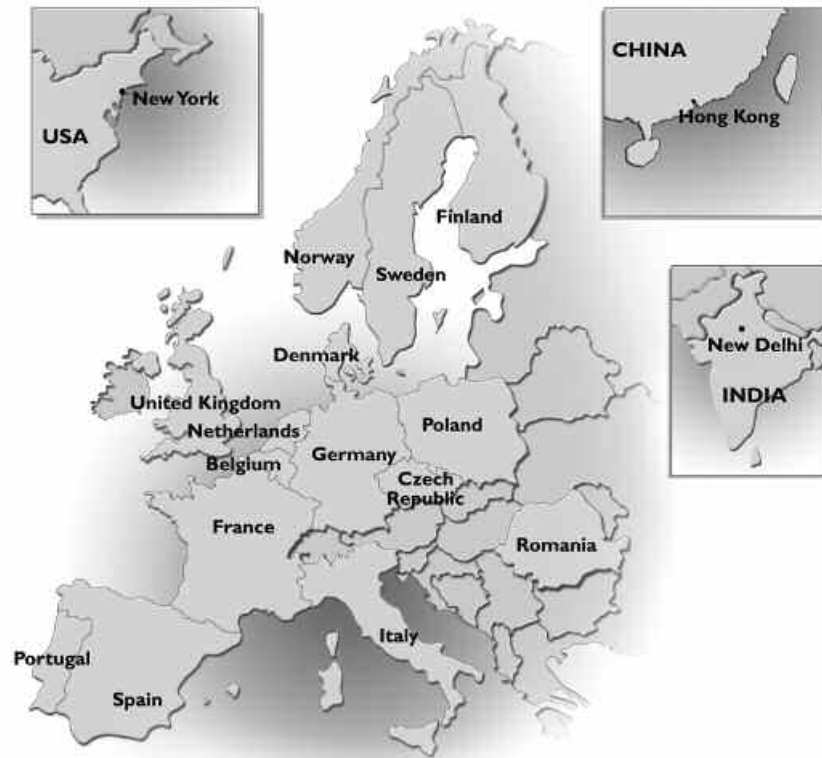 New York
USA
CHINA
Hong Kong
Finland
Norway
Sweden
New Delhi
INDIA
Denmark
United Kingdom
Netherlands
Belgium
Germany
Poland
Czech
Republic
France
Romania
Italy
Portugal
Spain